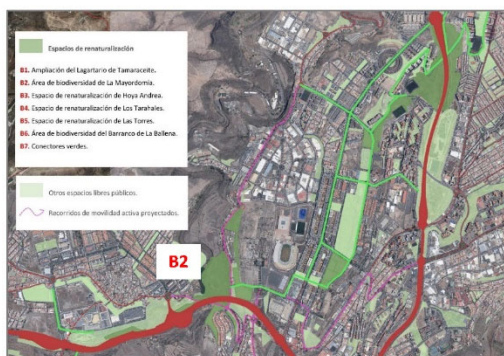 Espacios de renaturalización
B1. Ampliación del Lagartario de Tamaraceite.
B2. Área de biodiversidad de La Mayordomía.
B3. Espacio de renaturalización de Hoya Andrea.
B4. Espacio de renaturalización de Los Tarahales.
B5. Espacio de renaturalización de Las Torres.
B6. Área de biodiversidad del Barranco de La Ballena.
B7. Conectores verdes.
Otros espacios libres públicos.
Recorridos de movilidad activa proyectados.
B2